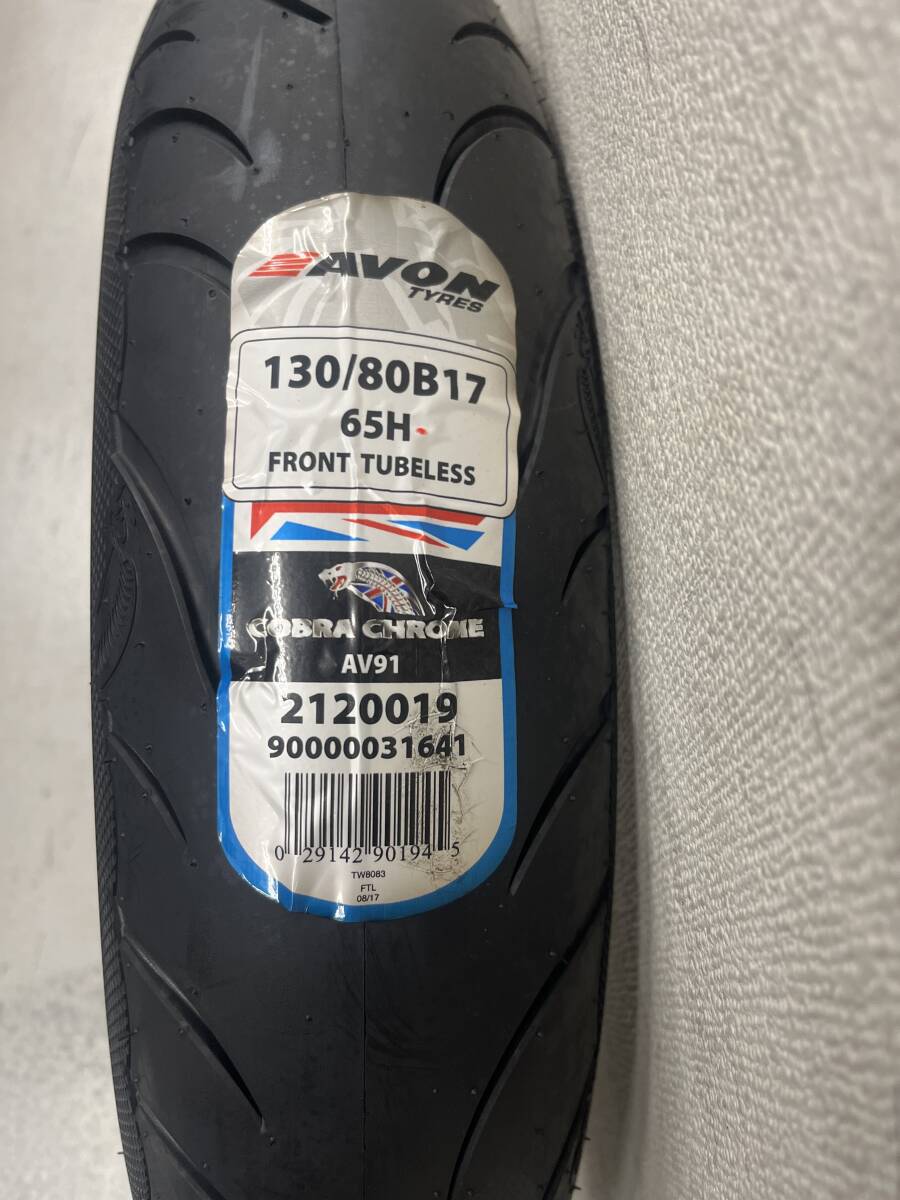 AVON
TYRES
130/80B17
65H
FRONT TUBELESS
COBRA CHROME
AV91
2120019
90000031641
0 29142 90194 5
TW8083
FTL
08/17